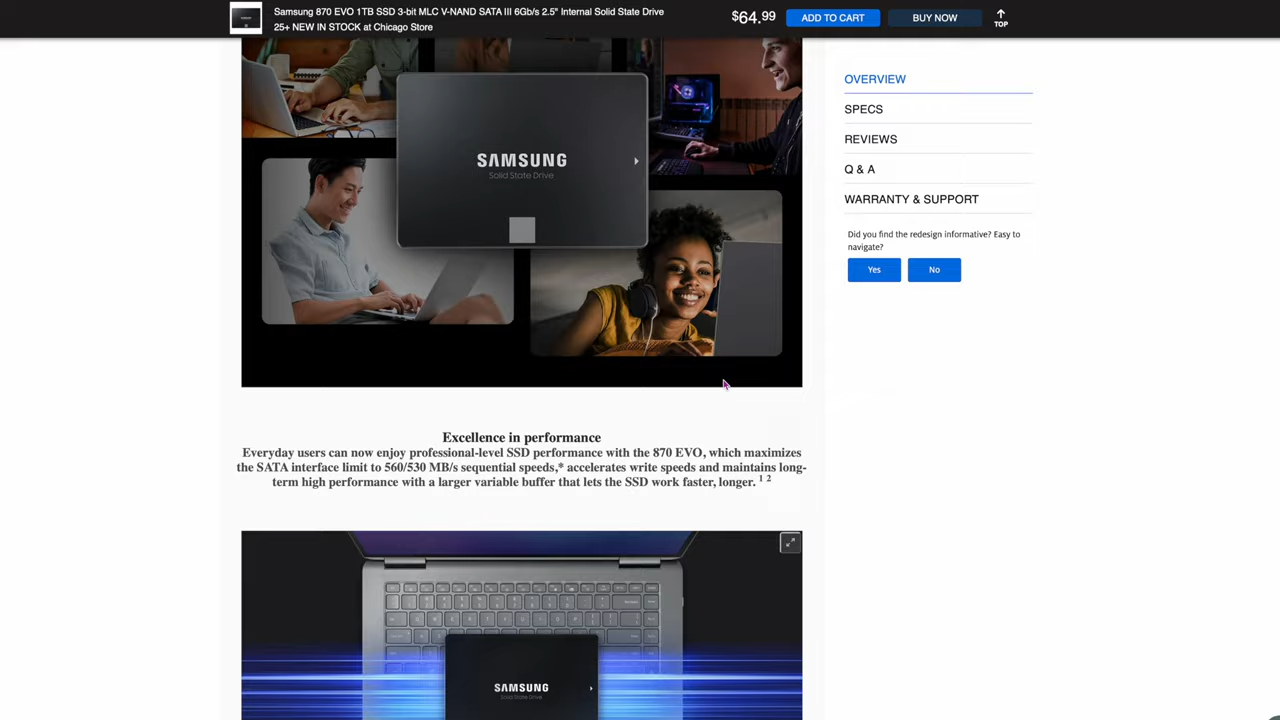 Samsung 870 EVO 1TB SSD 3-bit MLC V-NAND SATA III 6Gb/s 2.5" Internal Solid State Drive
25+ NEW IN STOCK at Chicago Store
$64.99
ADD TO CART
BUY NOW
TOP
SAMSUNG
Solid State Drive
OVERVIEW
SPECS
REVIEWS
Q & A
WARRANTY & SUPPORT
Did you find the redesign informative? Easy to
navigate?
Yes
No
Excellence in performance
Everyday users can now enjoy professional-level SSD performance with the 870 EVO, which maximizes
the SATA interface limit to 560/530 MB/s sequential speeds,* accelerates write speeds and maintains long-
term high performance with a larger variable buffer that lets the SSD work faster, longer. 1 2
SAMSUNG
Solid State Drive